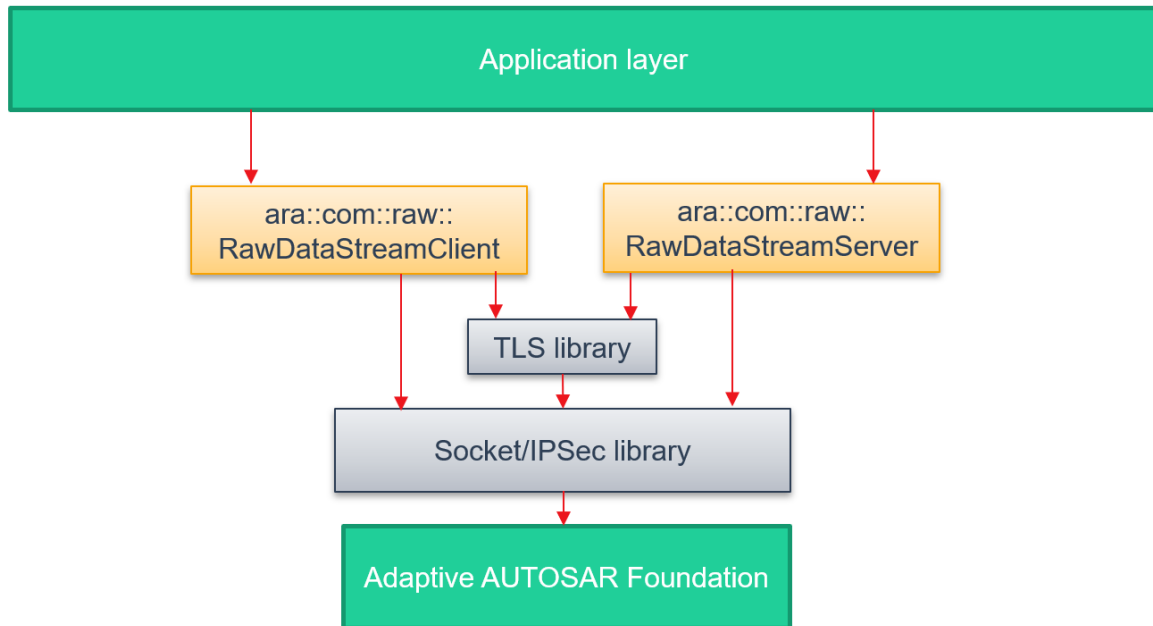 Application layer
ara::com::raw::
RawDataStreamClient
ara::com::raw::
RawDataStreamServer
TLS library
Socket/IPSec library
Adaptive AUTOSAR Foundation